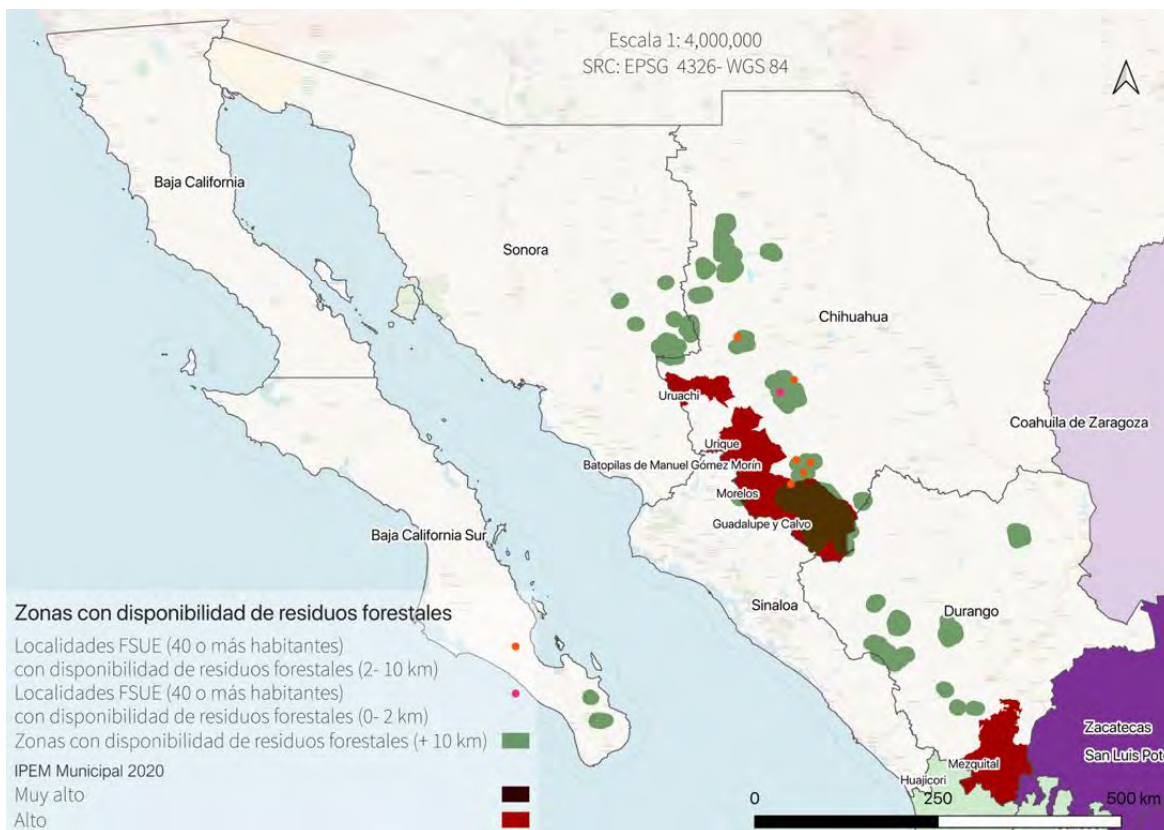 Escala 1: 4,000,000
SRC: EPSG 4326- WGS 84
Baja California
Sonora
Chihuahua
Coahuila de Zaragoza
Uruachi
Urique
Batopilas de Manuel Gómez Morín
Morelos
Guadalupe y Calvo
Baja California Sur
Sinaloa
Durango
Zacatecas
San Luis Pot
Mezquital
Huajicori
Zonas con disponibilidad de residuos forestales
Localidades FSUE (40 o más habitantes)
con disponibilidad de residuos forestales (2- 10 km)
Localidades FSUE (40 o más habitantes)
con disponibilidad de residuos forestales (0- 2 km)
Zonas con disponibilidad de residuos forestales (+ 10 km)
IPEM Municipal 2020
Muy alto
Alto
0 250 500 km